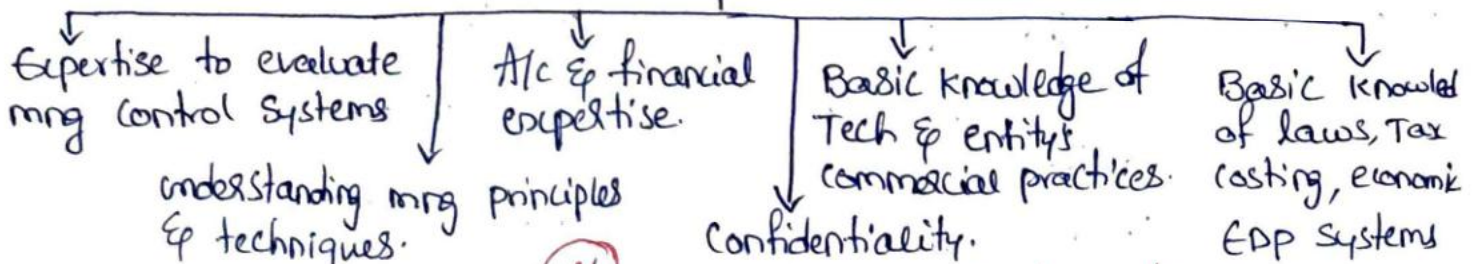 Expertise to evaluate
mng control systems
understanding mng principles
& techniques.
A/c & financial
expertise.
Confidentiality.
Basic knowledge of
Tech & entity's
commercial practices.
Basic knowled
of laws, Tax
costing, economic
EDP systems